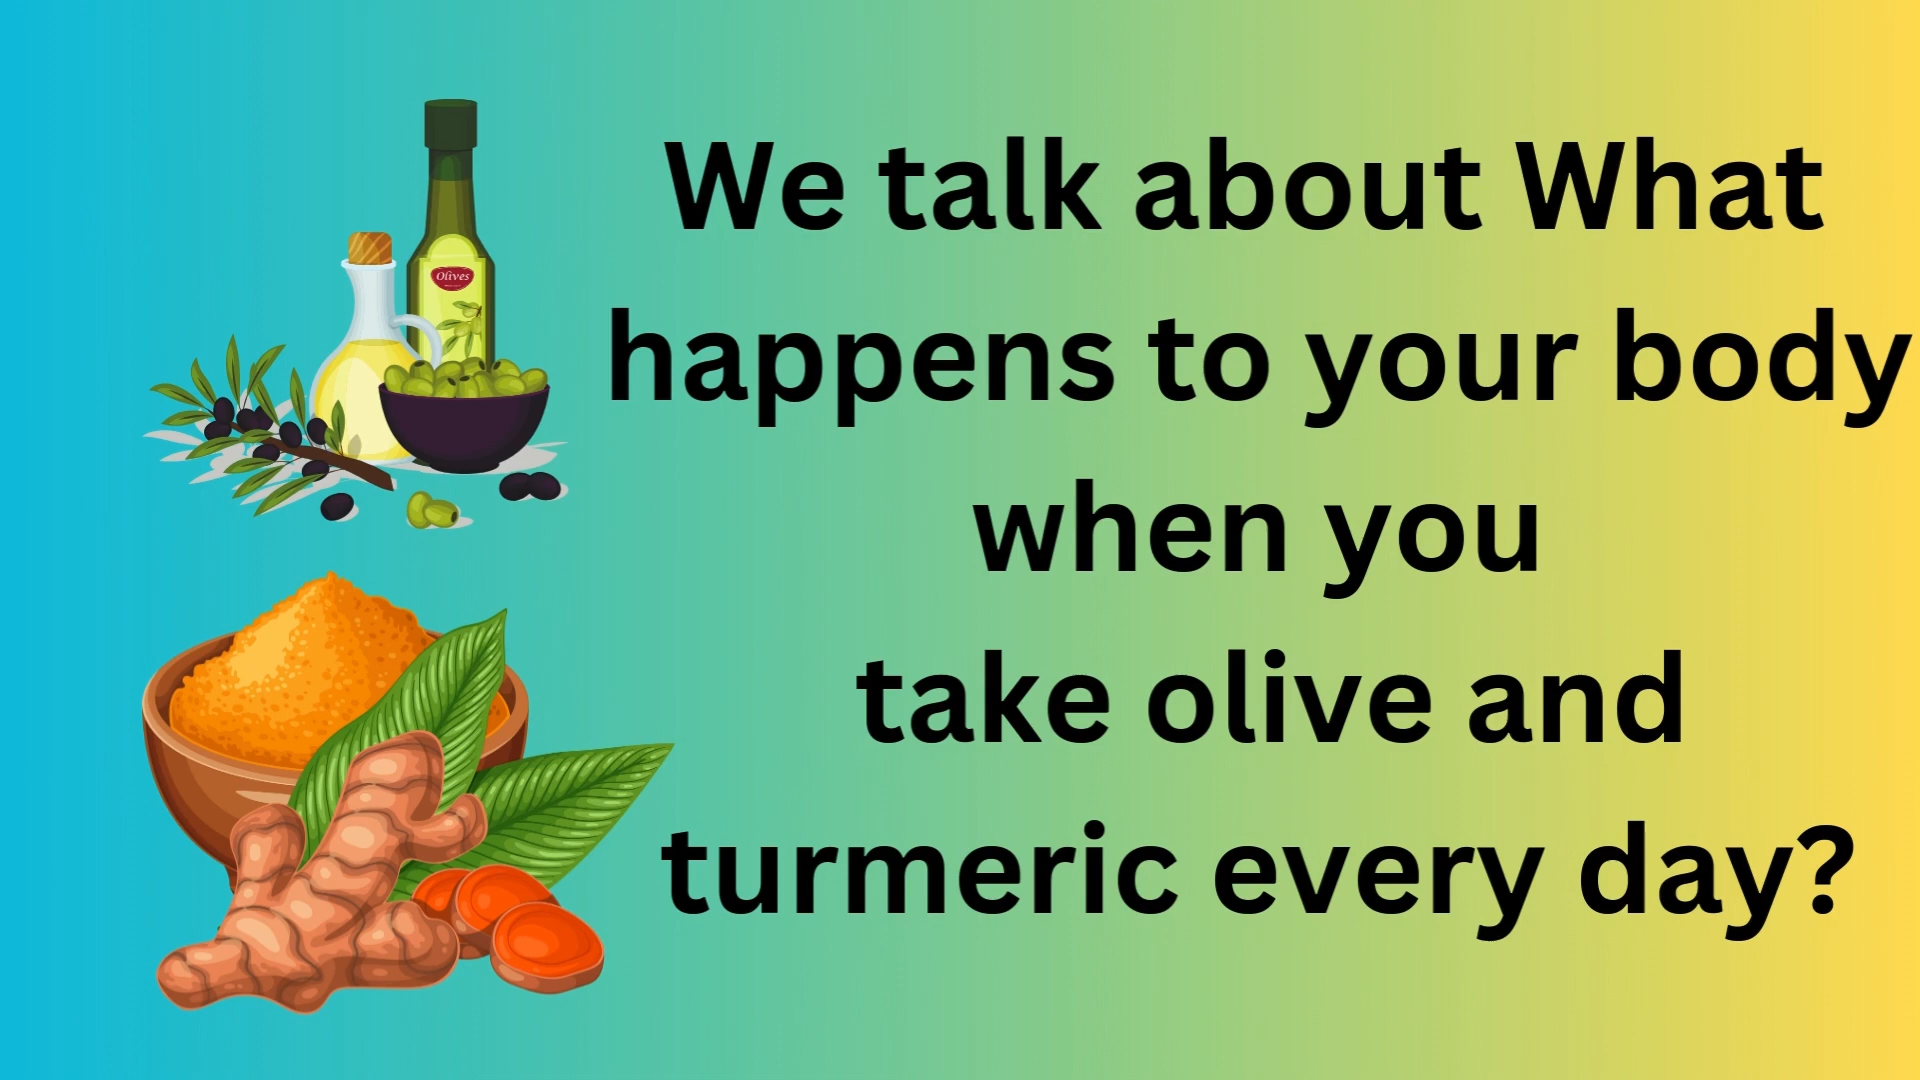 Olives
We talk about What
happens to your body
when you
take olive and
turmeric every day?